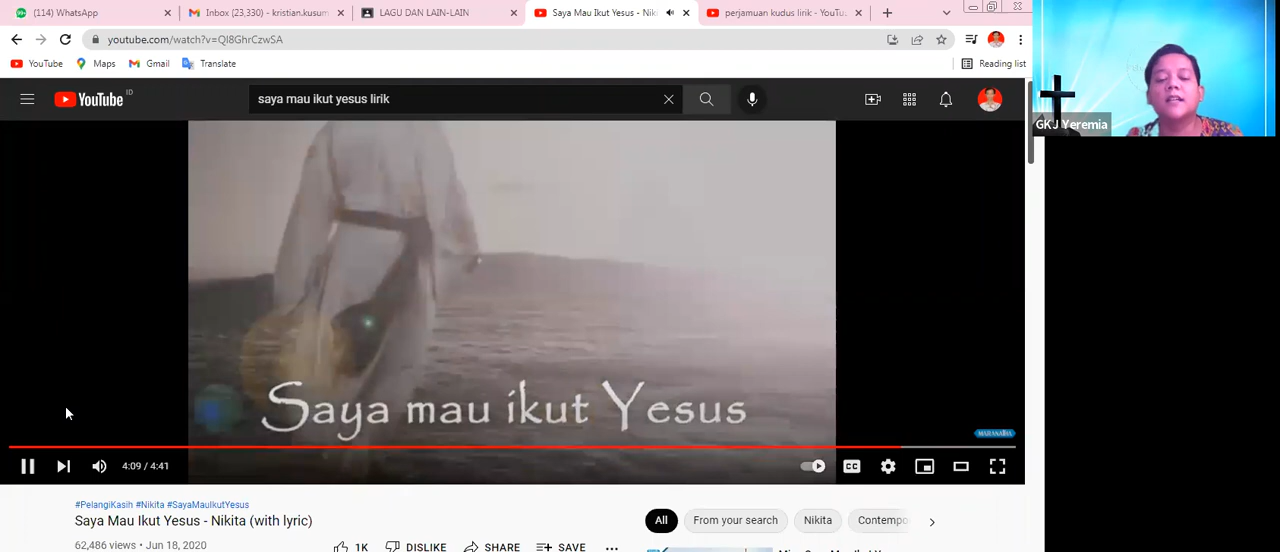 (114) WhatsApp
Inbox (23,330) - kristian.kusum
LAGU DAN LAIN-LAIN
Saya Mau Ikut Yesus - Niki
perjamuan kudus lirik - YouTu
youtube.com/watch?v=QI8GhrCzwSA
YouTube
Maps
Gmail
Translate
Reading list
YouTube ID
saya mau ikut yesus lirik
GKJ Yeremia
Saya mau ikut Yesus
MARANATHA
4:09 / 4:41
CC
#PelangiKasih #Nikita #SayaMauIkutYesus
Saya Mau Ikut Yesus - Nikita (with lyric)
62,486 views • Jun 18, 2020
1K
DISLIKE
SHARE
SAVE
All
From your search
Nikita
Contempo